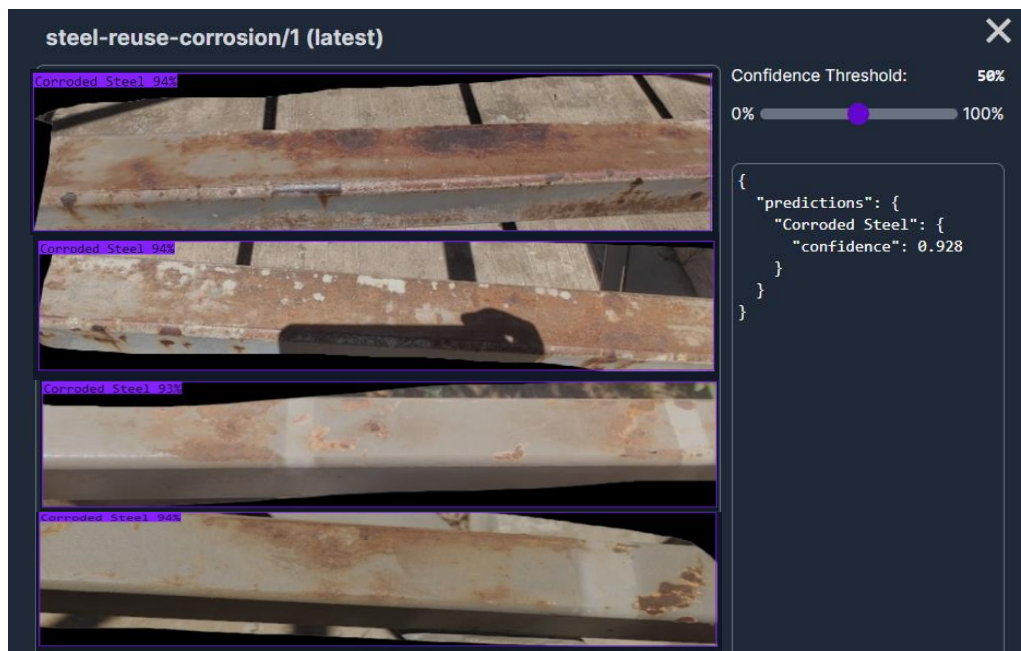 steel-reuse-corrosion/1 (latest)
Corroded Steel 94%
Corroded Steel 94%
Corroded Steel 93%
Corroded Steel 94%
Confidence Threshold: 50%
0% 100%
{
"predictions": {
"Corroded Steel": {
"confidence": 0.928
}
}
}